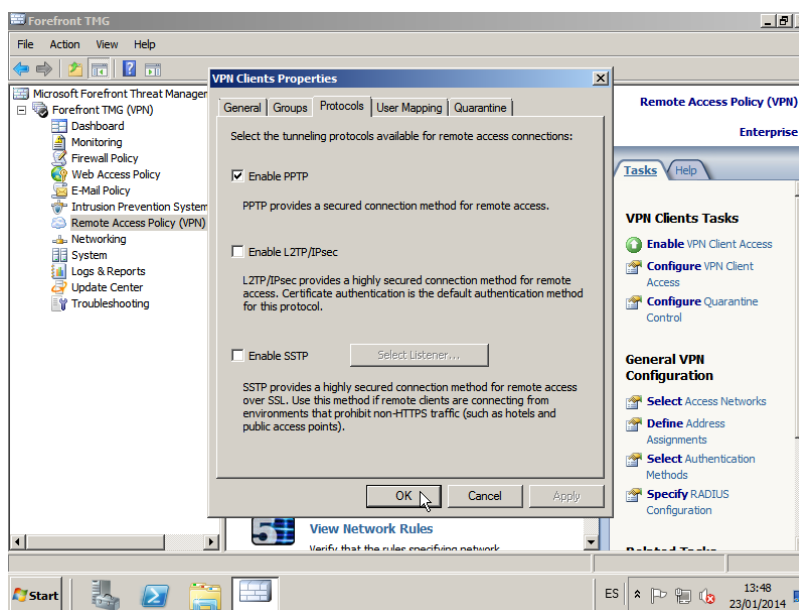 Forefront TMG
File Action View Help
Microsoft Forefront Threat Manager
Forefront TMG (VPN)
Dashboard
Monitoring
Firewall Policy
Web Access Policy
E-Mail Policy
Intrusion Prevention System
Remote Access Policy (VPN)
Networking
System
Logs & Reports
Update Center
Troubleshooting
VPN Clients Properties
General Groups Protocols User Mapping Quarantine
Select the tunneling protocols available for remote access connections:
Enable PPTP
PPTP provides a secured connection method for remote access.
Enable L2TP/IPsec
L2TP/IPsec provides a highly secured connection method for remote
access. Certificate authentication is the default authentication method
for this protocol.
Enable SSTP Select Listener...
SSTP provides a highly secured connection method for remote access
over SSL. Use this method if remote clients are connecting from
environments that prohibit non-HTTPS traffic (such as hotels and
public access points).
OK Cancel Apply
View Network Rules
Verify that the rules specifying network
Remote Access Policy (VPN)
Enterprise
Tasks Help
VPN Clients Tasks
Enable VPN Client Access
Configure VPN Client
Access
Configure Quarantine
Control
General VPN
Configuration
Select Access Networks
Define Address
Assignments
Select Authentication
Methods
Specify RADIUS
Configuration
Related Tasks
Start ES 13:48
23/01/2014